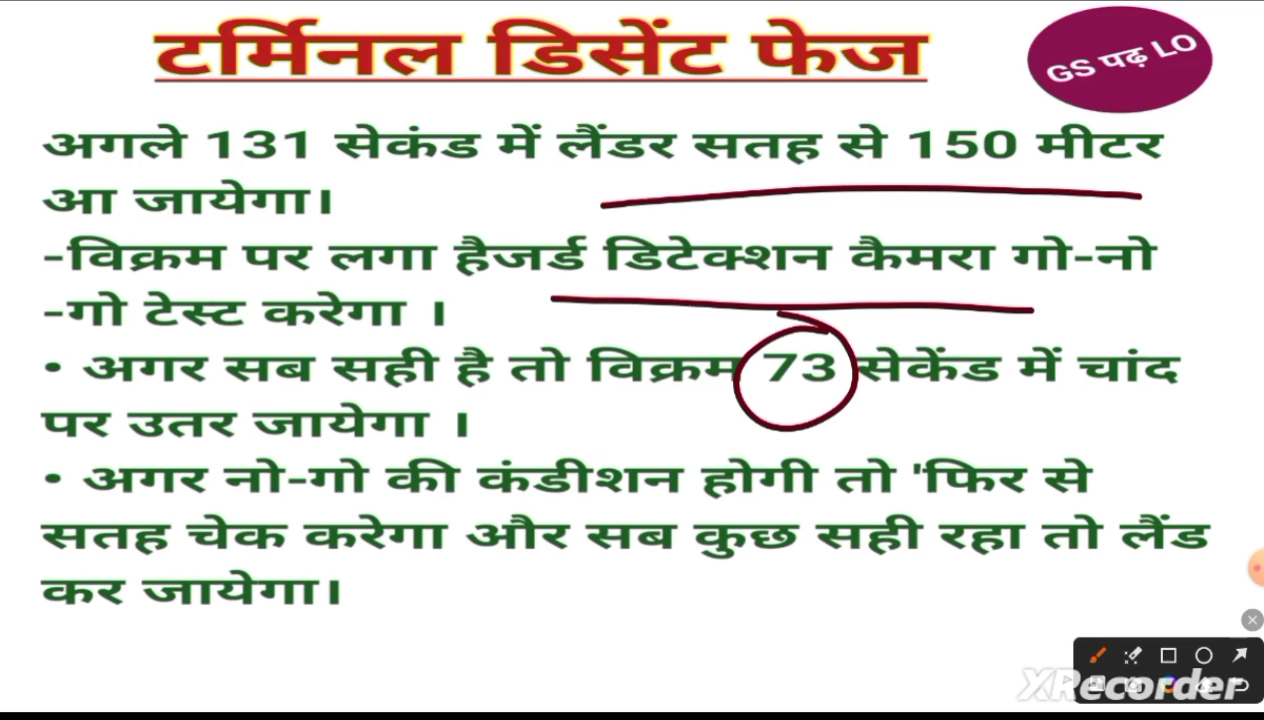 टर्मिनल डिसेंट फेज
GS पढ़ LO
अगले 131 सेकंड में लैंडर सतह से 150 मीटर
आ जायेगा।
-विक्रम पर लगा हैजर्ड डिटेक्शन कैमरा गो-नो
-गो टेस्ट करेगा ।
• अगर सब सही है तो विक्रम 73 सेकेंड में चांद
पर उतर जायेगा ।
• अगर नो-गो की कंडीशन होगी तो 'फिर से
सतह चेक करेगा और सब कुछ सही रहा तो लैंड
कर जायेगा।
XRecorder